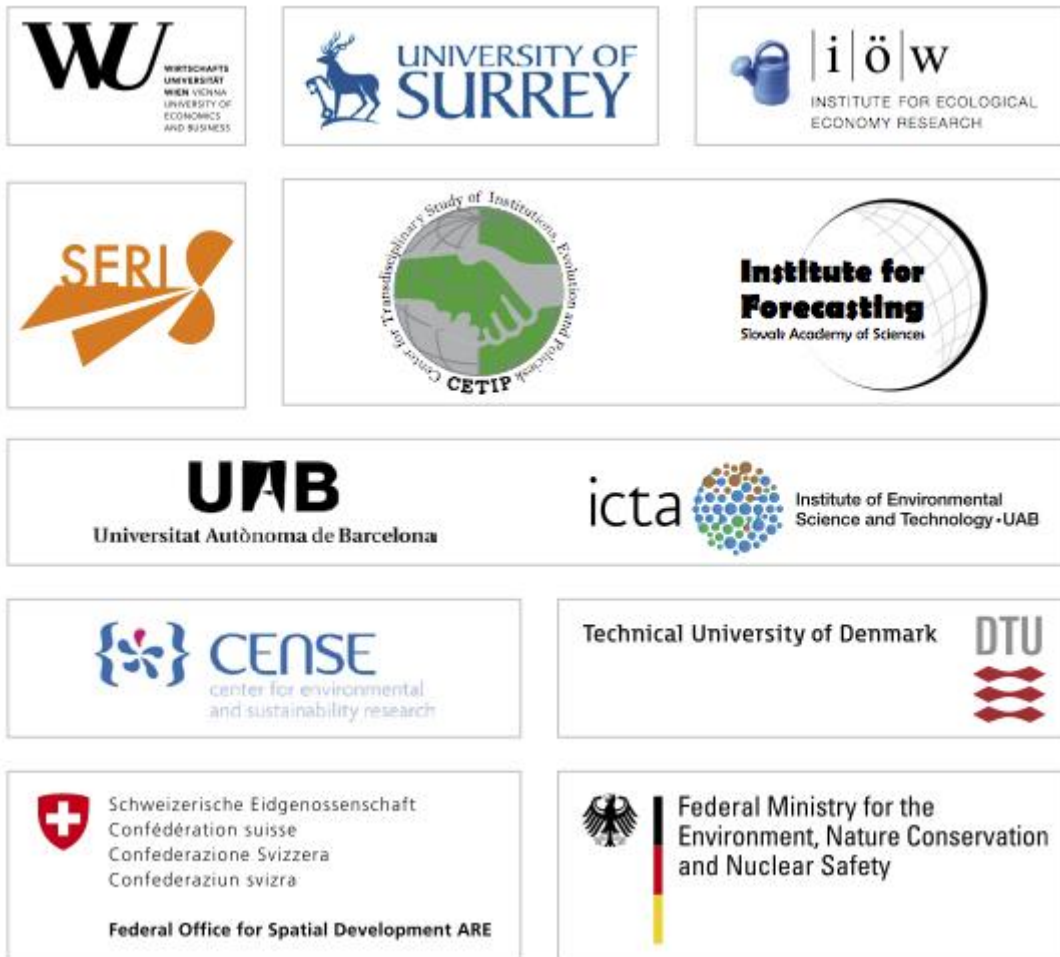 WU
WIRTSCHAFTS
UNIVERSITÄT
WIEN VIENNA
UNIVERSITY OF
ECONOMICS
AND BUSINESS
UNIVERSITY OF
SURREY
|i|ö|w
INSTITUTE FOR ECOLOGICAL
ECONOMY RESEARCH
SERI
Center for Transdisciplinary Study of Institutions, Evolution and Policiesk
CETIP
Institute for
Forecasting
Slovak Academy of Sciences
UAB
Universitat Autònoma de Barcelona
icta
Institute of Environmental
Science and Technology·UAB
CENSE
center for environmental
and sustainability research
Technical University of Denmark
DTU
Schweizerische Eidgenossenschaft
Confédération suisse
Confederazione Svizzera
Confederaziun svizra
Federal Office for Spatial Development ARE
Federal Ministry for the
Environment, Nature Conservation
and Nuclear Safety